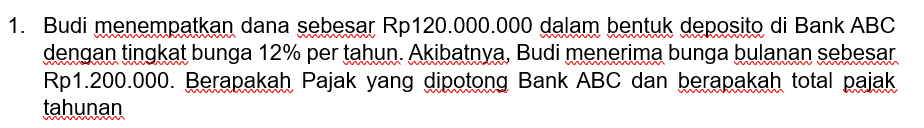 1. Budi menempatkan dana sebesar Rp120.000.000 dalam bentuk deposito di Bank ABC
dengan tingkat bunga 12% per tahun. Akibatnya, Budi menerima bunga bulanan sebesar
Rp1.200.000. Berapakah Pajak yang dipotong Bank ABC dan berapakah total pajak
tahunan